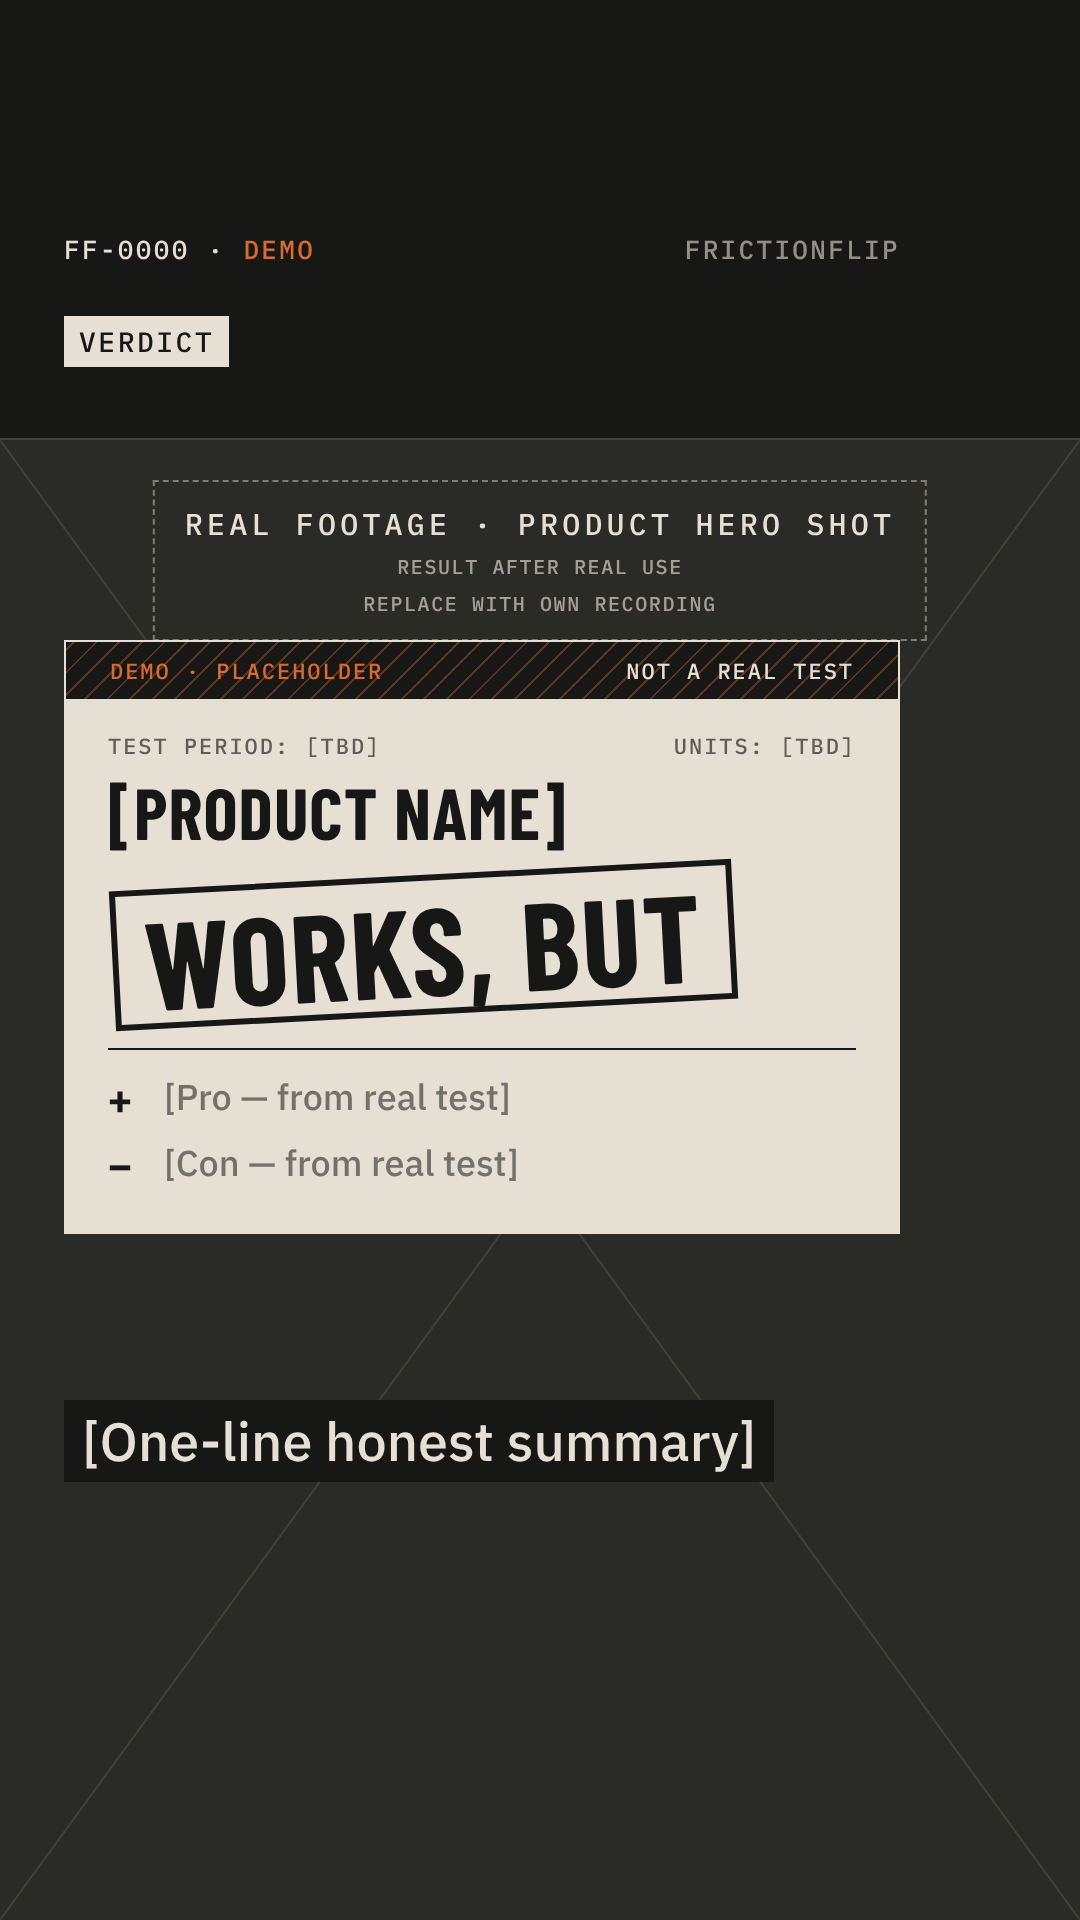 FF-0000 · DEMO
FRICTIONFLIP
VERDICT
REAL FOOTAGE · PRODUCT HERO SHOT
RESULT AFTER REAL USE
REPLACE WITH OWN RECORDING
DEMO · PLACEHOLDER
NOT A REAL TEST
TEST PERIOD: [TBD]
UNITS: [TBD]
[PRODUCT NAME]
WORKS, BUT
+ [Pro — from real test]
– [Con — from real test]
[One-line honest summary]